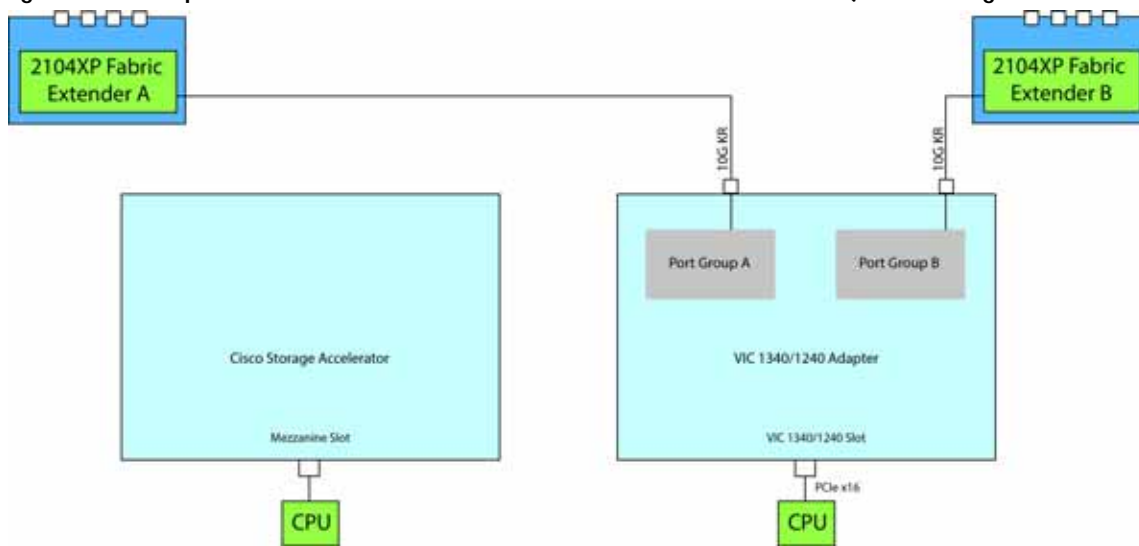 2104XP Fabric
Extender A
2104XP Fabric
Extender B
10G KR
10G KR
Port Group A
Port Group B
Cisco Storage Accelerator
VIC 1340/1240 Adapter
Mezzanine Slot
VIC 1340/1240 Slot
PCIe x16
CPU
CPU